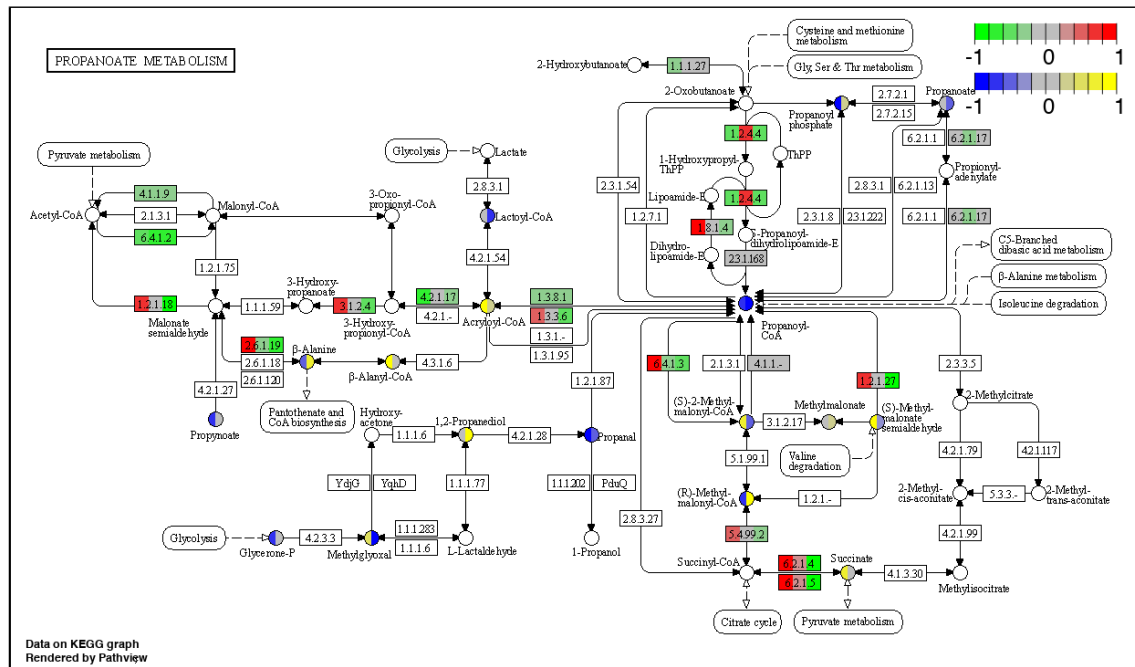 PROPANOATE METABOLISM
-1 0 1
-1 0 1
Cysteine and methionine
metabolism
Gly, Ser & Thr metabolism
2-Hydroxybutanoate
1.1.1.27
2-Oxobutanoate
Propanoyl
phosphate
2.7.2.1
2.7.2.15
Propanoate
1.2.4.4
6.2.1.1
6.2.1.17
1-Hydroxypropyl-
ThPP
ThPP
Propionyl-
adenylate
Pyruvate metabolism
Glycolysis
Lactate
2.8.3.1
Lactoyl-CoA
4.2.1.54
4.1.1.9
Acetyl-CoA
2.1.3.1
Malonyl-CoA
6.4.1.2
3-Oxo-
propionyl-CoA
2.3.1.54
1.2.7.1
Lipoamide-E
1.2.4.4
1.8.1.4
Dihydro-
lipoamide-E
S-Propanoyl-
dihydrolipoamide-E
2.3.1.168
2.3.1.8
2.3.1.222
2.8.3.1
6.2.1.13
6.2.1.1
6.2.1.17
C5-Branched
dibasic acid metabolism
β-Alanine metabolism
Isoleucine degradation
1.2.1.75
1.2.1.18
Malonate
semialdehyde
1.1.1.59
3-Hydroxy-
propanoate
3.1.2.4
3-Hydroxy-
propionyl-CoA
4.2.1.17
4.2.1.-
Acryloyl-CoA
1.3.8.1
1.3.3.6
1.3.1.-
1.3.1.95
Propanoyl-
CoA
2.6.1.19
2.6.1.18
2.6.1.120
β-Alanine
β-Alanyl-CoA
4.3.1.6
1.2.1.87
6.4.1.3
2.1.3.1
4.1.1.-
1.2.1.27
2.3.3.5
4.2.1.27
Propynoate
Pantothenate and
CoA biosynthesis
Hydroxy-
acetone
1.1.1.6
1,2-Propanediol
4.2.1.28
Propanal
(S)-2-Methyl-
malonyl-CoA
3.1.2.17
Methylmalonate
(S)-Methyl-
malonate
semialdehyde
2-Methylcitrate
Valine
degradation
5.1.99.1
4.2.1.79
4.2.1.117
YdjG
YqhD
1.1.1.77
1.1.1.202
PduQ
2.8.3.27
(R)-Methyl-
malonyl-CoA
1.2.1.-
2-Methyl-
cis-aconitate
5.3.3.-
2-Methyl-
trans-aconitate
Glycolysis
Glycerone-P
4.2.3.3
Methylglyoxal
1.1.1.283
1.1.1.6
L-Lactaldehyde
1-Propanol
5.4.99.2
4.2.1.99
Succinyl-CoA
6.2.1.4
6.2.1.5
Succinate
4.1.3.30
Methylisocitrate
Citrate cycle
Pyruvate metabolism
Data on KEGG graph
Rendered by Pathview